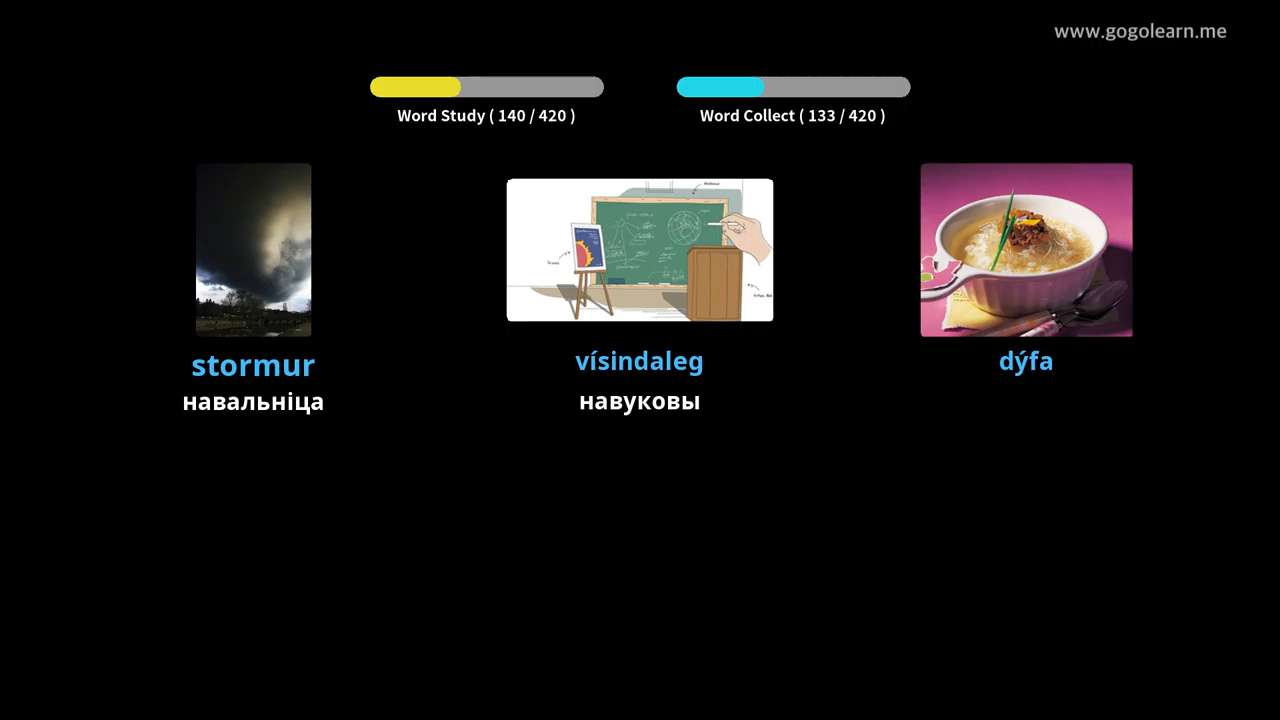 www.gogolearn.me
Word Study ( 140 / 420 )
Word Collect ( 133 / 420 )
stormur
vísindaleg
dýfa
навальніца
навуковы